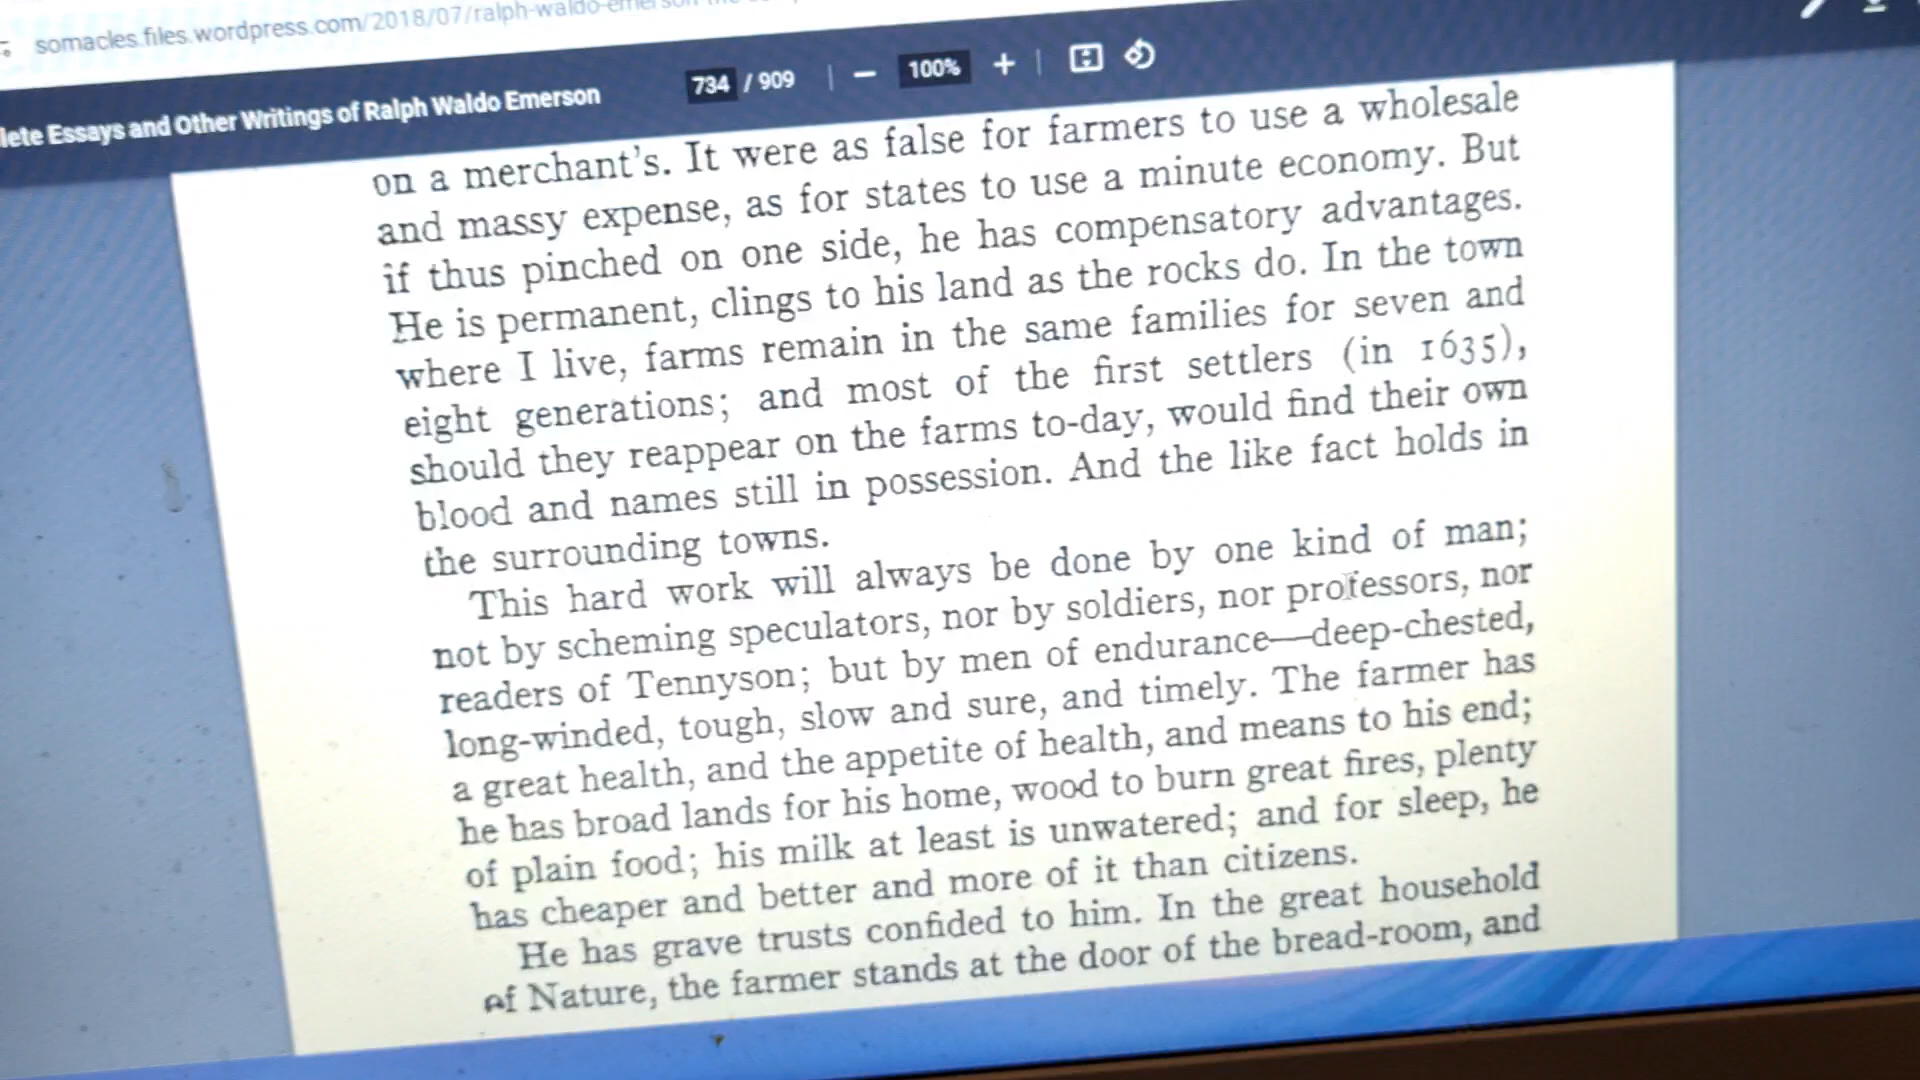 somacles.files.wordpress.com/2018/07/ralph-waldo-emerson-the-comp
lete Essays and Other Writings of Ralph Waldo Emerson 734 / 909 | − 100% + |
on a merchant's. It were as false for farmers to use a wholesale
and massy expense, as for states to use a minute economy. But
if thus pinched on one side, he has compensatory advantages.
He is permanent, clings to his land as the rocks do. In the town
where I live, farms remain in the same families for seven and
eight generations; and most of the first settlers (in 1635),
should they reappear on the farms to-day, would find their own
blood and names still in possession. And the like fact holds in
the surrounding towns.
This hard work will always be done by one kind of man;
not by scheming speculators, nor by soldiers, nor professors, nor
readers of Tennyson; but by men of endurance—deep-chested,
long-winded, tough, slow and sure, and timely. The farmer has
a great health, and the appetite of health, and means to his end;
he has broad lands for his home, wood to burn great fires, plenty
of plain food; his milk at least is unwatered; and for sleep, he
has cheaper and better and more of it than citizens.
He has grave trusts confided to him. In the great household
of Nature, the farmer stands at the door of the bread-room, and